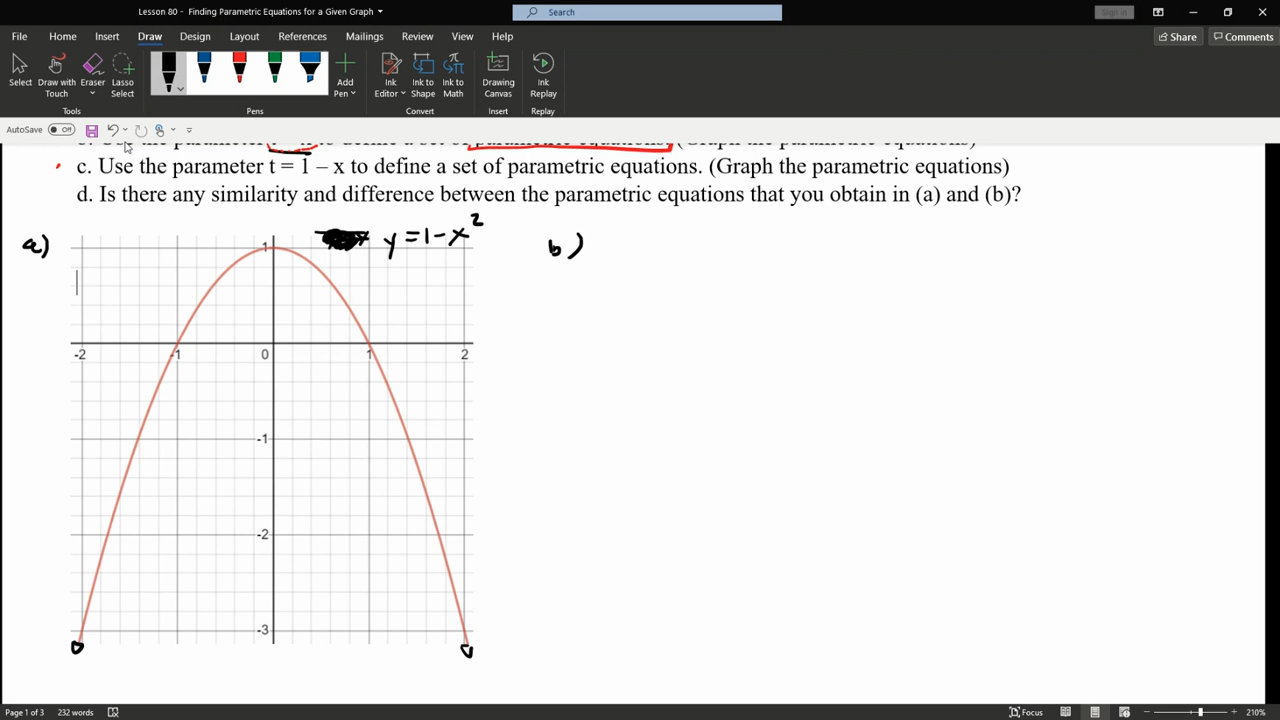 Lesson 80 - Finding Parametric Equations for a Given Graph
Search
Sign in
File Home Insert Draw Design Layout References Mailings Review View Help
Share Comments
Select Draw with Touch Eraser Lasso Select Add Pen Ink Editor Ink to Shape Ink to Math Drawing Canvas Ink Replay
Tools Pens Convert Insert Replay
AutoSave Off
c. Use the parameter t = 1 – x to define a set of parametric equations. (Graph the parametric equations)
d. Is there any similarity and difference between the parametric equations that you obtain in (a) and (b)?
a) y = 1 - x² b)
1
-2 -1 0 1 2
-1
-2
-3
Page 1 of 3 232 words Focus 210%